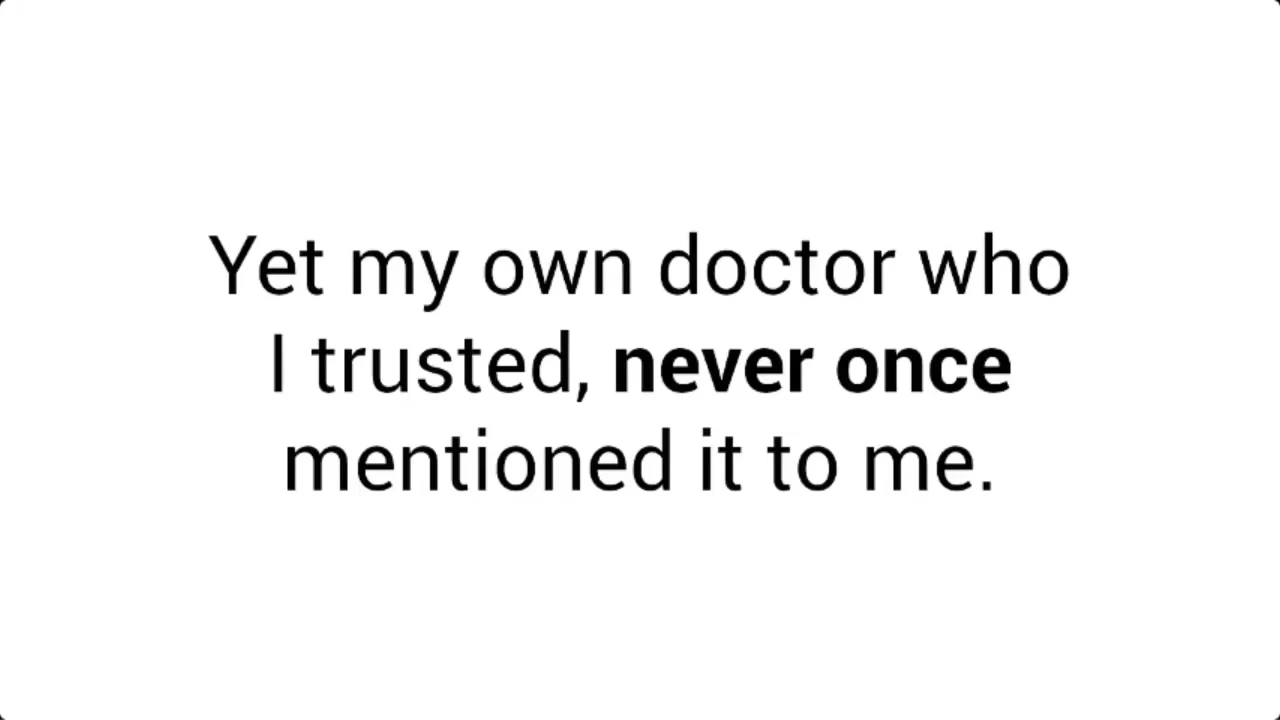 Yet my own doctor who
I trusted, never once
mentioned it to me.